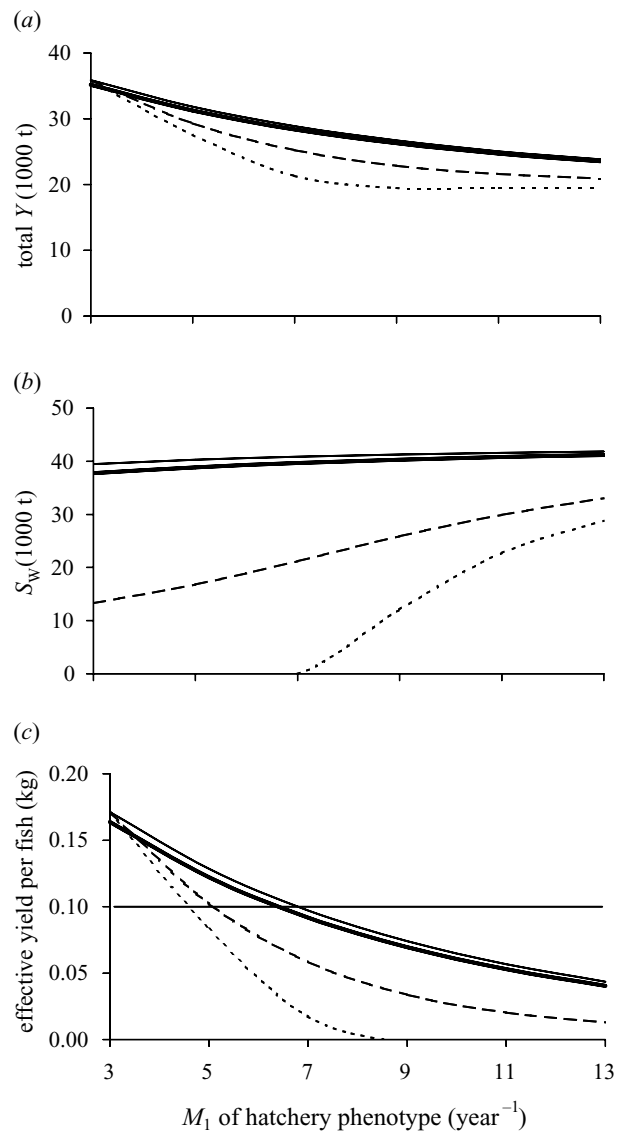 (a)
40
30
20
10
0
total Y (1000 t)
(b)
50
40
30
20
10
0
S_W (1000 t)
(c)
0.20
0.15
0.10
0.05
0.00
effective yield per fish (kg)
3 5 7 9 11 13
M₁ of hatchery phenotype (year⁻¹)